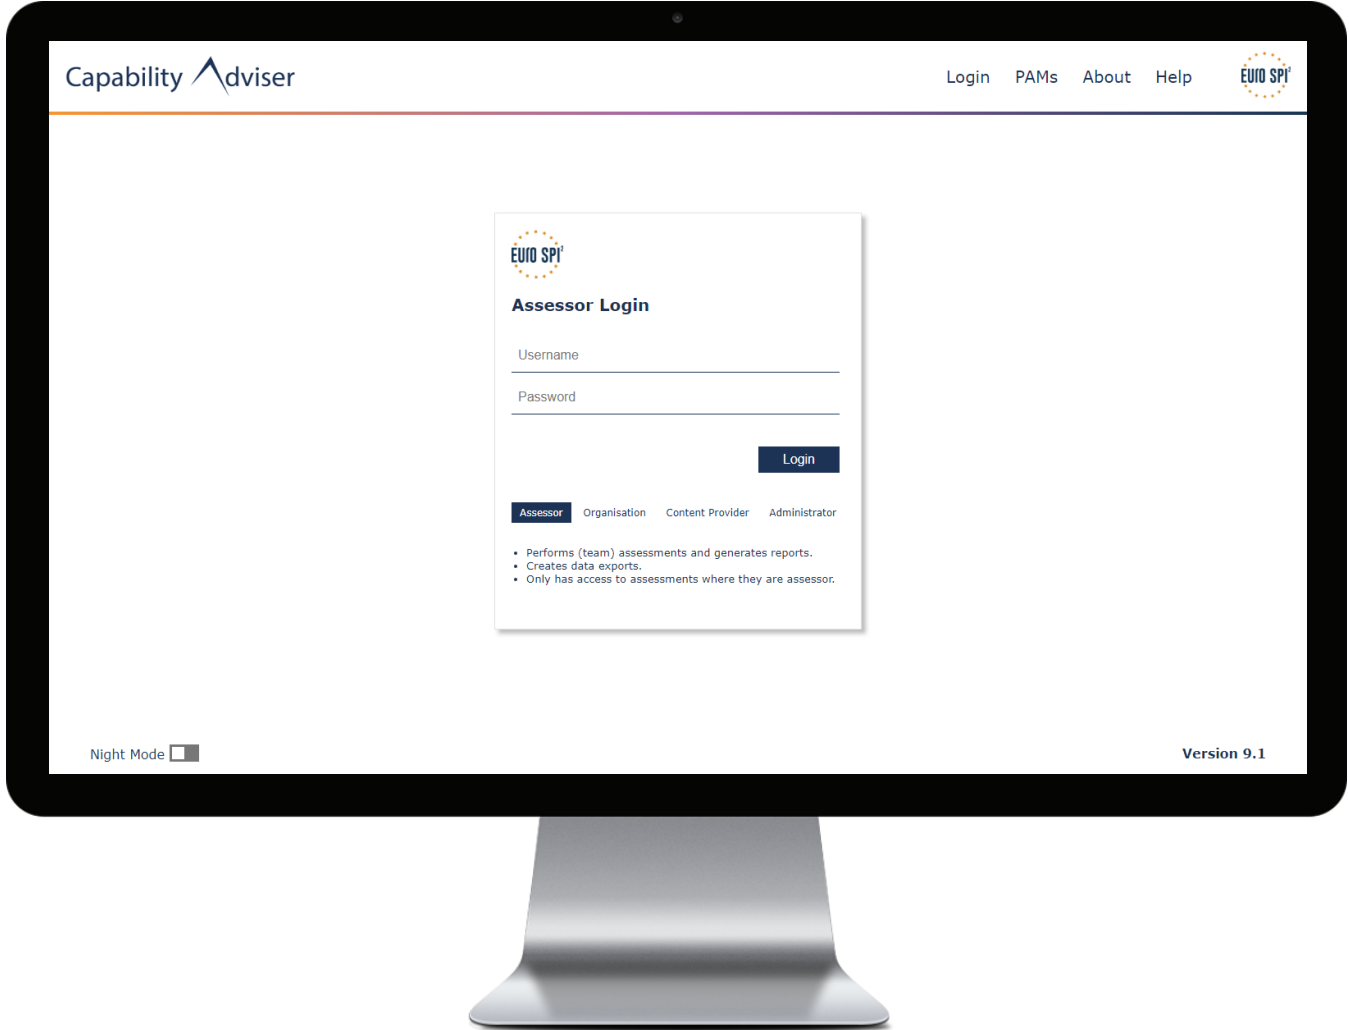 Capability Adviser
Login PAMs About Help
EURO SPI²
EURO SPI²
Assessor Login
Username
Password
Login
Assessor Organisation Content Provider Administrator
• Performs (team) assessments and generates reports.
• Creates data exports.
• Only has access to assessments where they are assessor.
Night Mode
Version 9.1